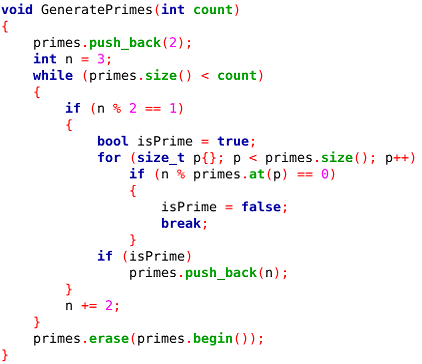 void GeneratePrimes(int count)
{
    primes.push_back(2);
    int n = 3;
    while (primes.size() < count)
    {
        if (n % 2 == 1)
        {
            bool isPrime = true;
            for (size_t p{}; p < primes.size(); p++)
                if (n % primes.at(p) == 0)
                {
                    isPrime = false;
                    break;
                }
            if (isPrime)
                primes.push_back(n);
        }
        n += 2;
    }
    primes.erase(primes.begin());
}